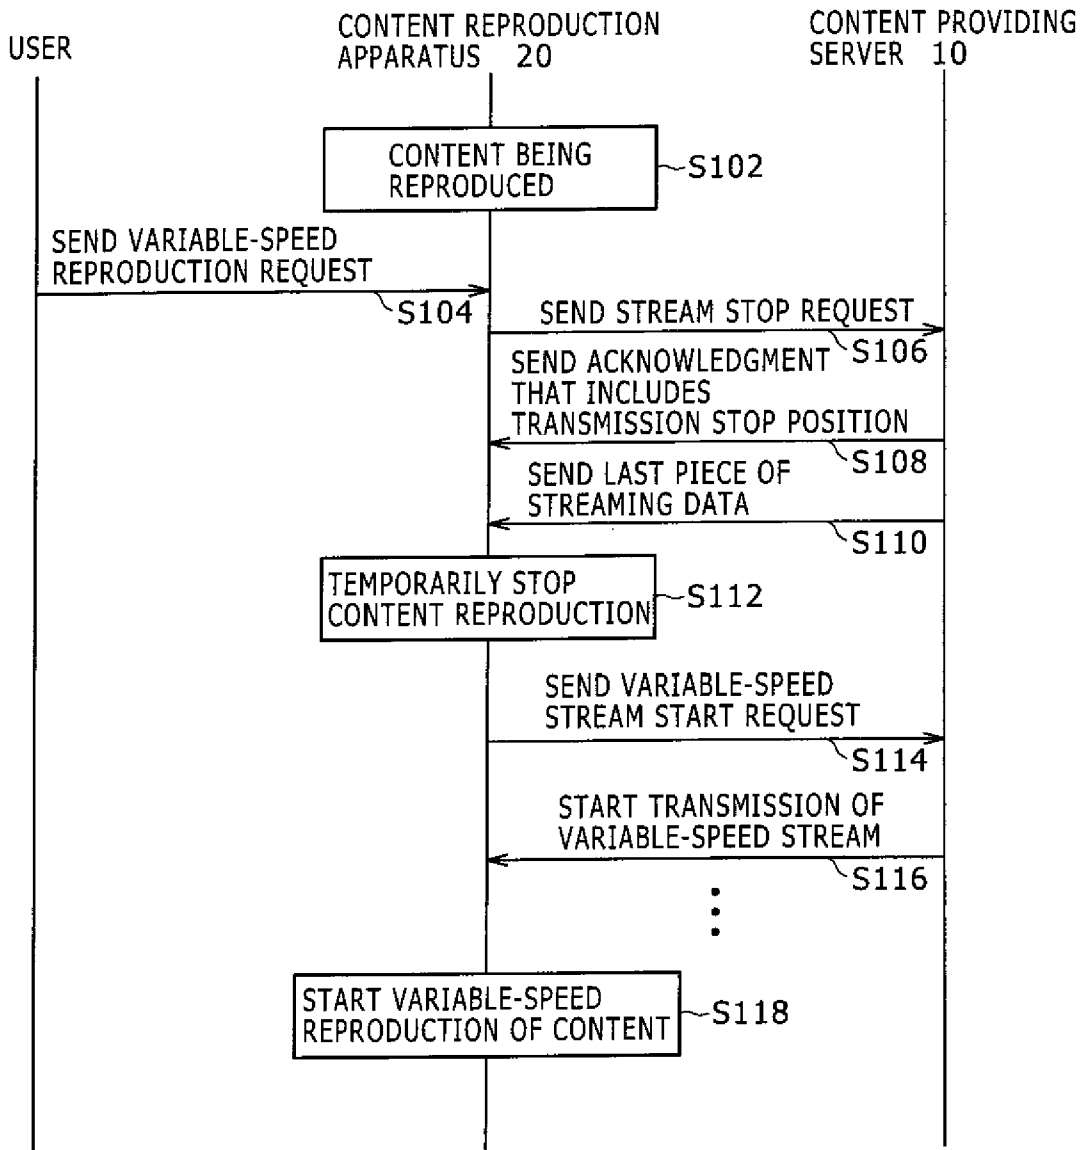 USER
CONTENT REPRODUCTION
APPARATUS 20
CONTENT PROVIDING
SERVER 10
CONTENT BEING
REPRODUCED
S102
SEND VARIABLE-SPEED
REPRODUCTION REQUEST
S104
SEND STREAM STOP REQUEST
S106
SEND ACKNOWLEDGMENT
THAT INCLUDES
TRANSMISSION STOP POSITION
S108
SEND LAST PIECE OF
STREAMING DATA
S110
TEMPORARILY STOP
CONTENT REPRODUCTION
S112
SEND VARIABLE-SPEED
STREAM START REQUEST
S114
START TRANSMISSION OF
VARIABLE-SPEED STREAM
S116
START VARIABLE-SPEED
REPRODUCTION OF CONTENT
S118